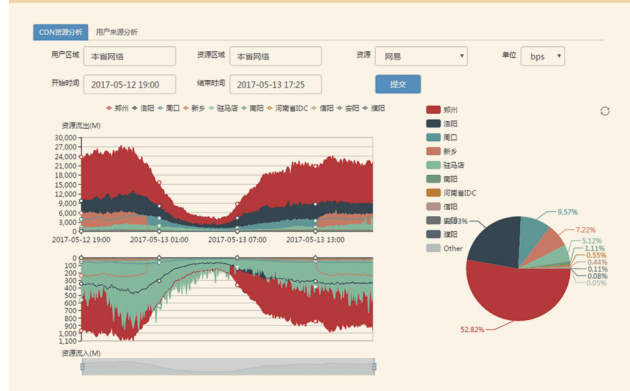 CDN资源分析 用户来源分析
用户区域 本省网络 资源区域 本省网络 资源 网易 单位 bps
开始时间 2017-05-12 19:00 结束时间 2017-05-13 17:25 提交
郑州 洛阳 周口 新乡 驻马店 南阳 河南省IDC 信阳 安阳 濮阳
资源流出(M)
30,000
27,000
24,000
21,000
18,000
15,000
12,000
9,000
6,000
3,000
0
2017-05-12 19:00 2017-05-13 01:00 2017-05-13 07:00 2017-05-13 13:00
0
100
200
300
400
500
600
700
800
900
1,000
1,100
资源流入(M)
郑州
洛阳
周口
新乡
驻马店
南阳
河南省IDC
信阳
安阳
濮阳
Other
9.57%
7.22%
5.12%
1.11%
0.55%
0.44%
0.11%
0.08%
0.05%
52.82%